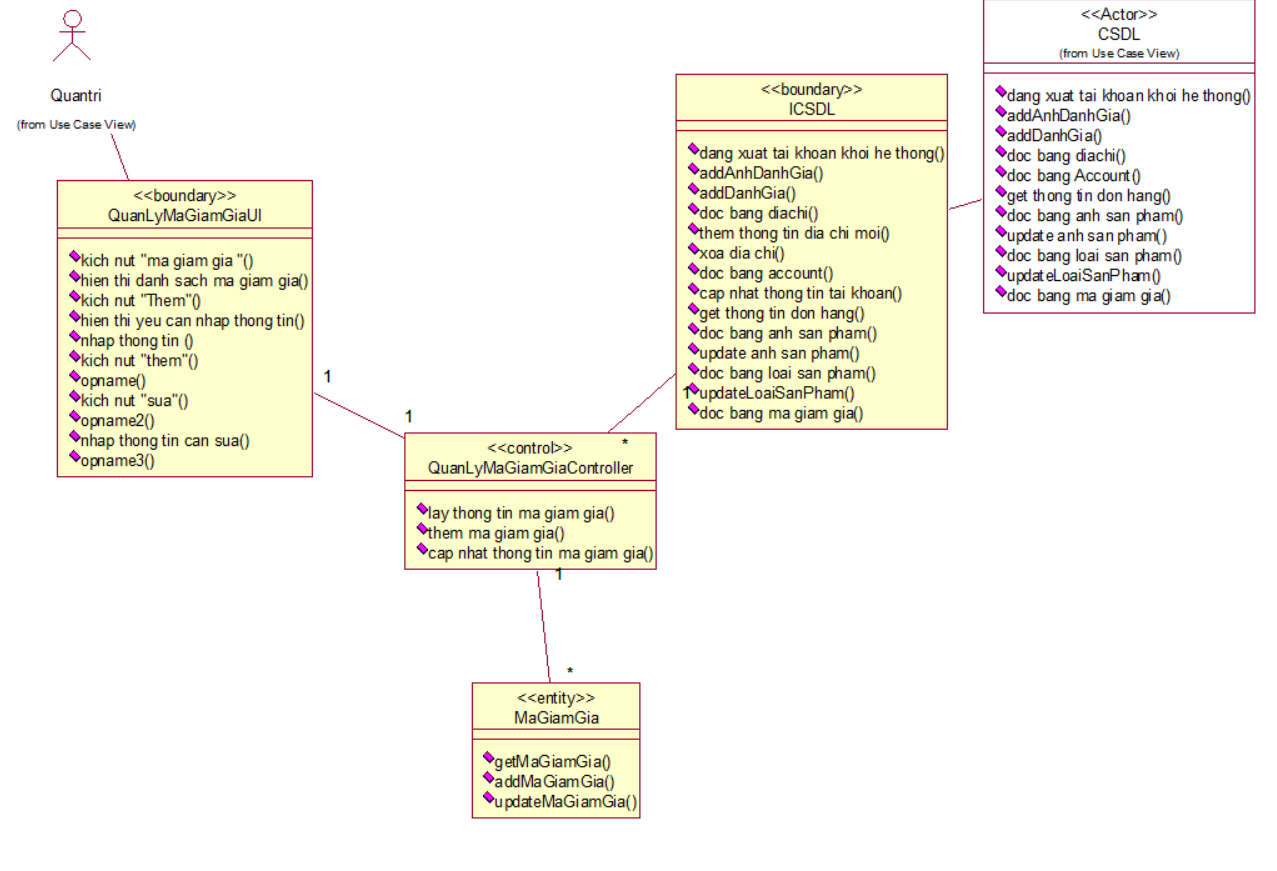 Quantri
(from Use Case View)
<<boundary>>
QuanLyMaGiamGiaUI
kich nut "ma giam gia "()
hien thi danh sach ma giam gia()
kich nut "Them"()
hien thi yeu can nhap thong tin()
nhap thong tin ()
kich nut "them"()
opname()
kich nut "sua"()
opname2()
nhap thong tin can sua()
opname3()
1
1
<<control>>
QuanLyMaGiamGiaController
lay thong tin ma giam gia()
them ma giam gia()
cap nhat thong tin ma giam gia()
1
*
<<entity>>
MaGiamGia
getMaGiamGia()
addMaGiamGia()
updateMaGiamGia()
*
1
<<boundary>>
ICSDL
dang xuat tai khoan khoi he thong()
addAnhDanhGia()
addDanhGia()
doc bang diachi()
them thong tin dia chi moi()
xoa dia chi()
doc bang account()
cap nhat thong tin tai khoan()
get thong tin don hang()
doc bang anh san pham()
update anh san pham()
doc bang loai san pham()
updateLoaiSanPham()
doc bang ma giam gia()
<<Actor>>
CSDL
(from Use Case View)
dang xuat tai khoan khoi he thong()
addAnhDanhGia()
addDanhGia()
doc bang diachi()
doc bang Account()
get thong tin don hang()
doc bang anh san pham()
update anh san pham()
doc bang loai san pham()
updateLoaiSanPham()
doc bang ma giam gia()